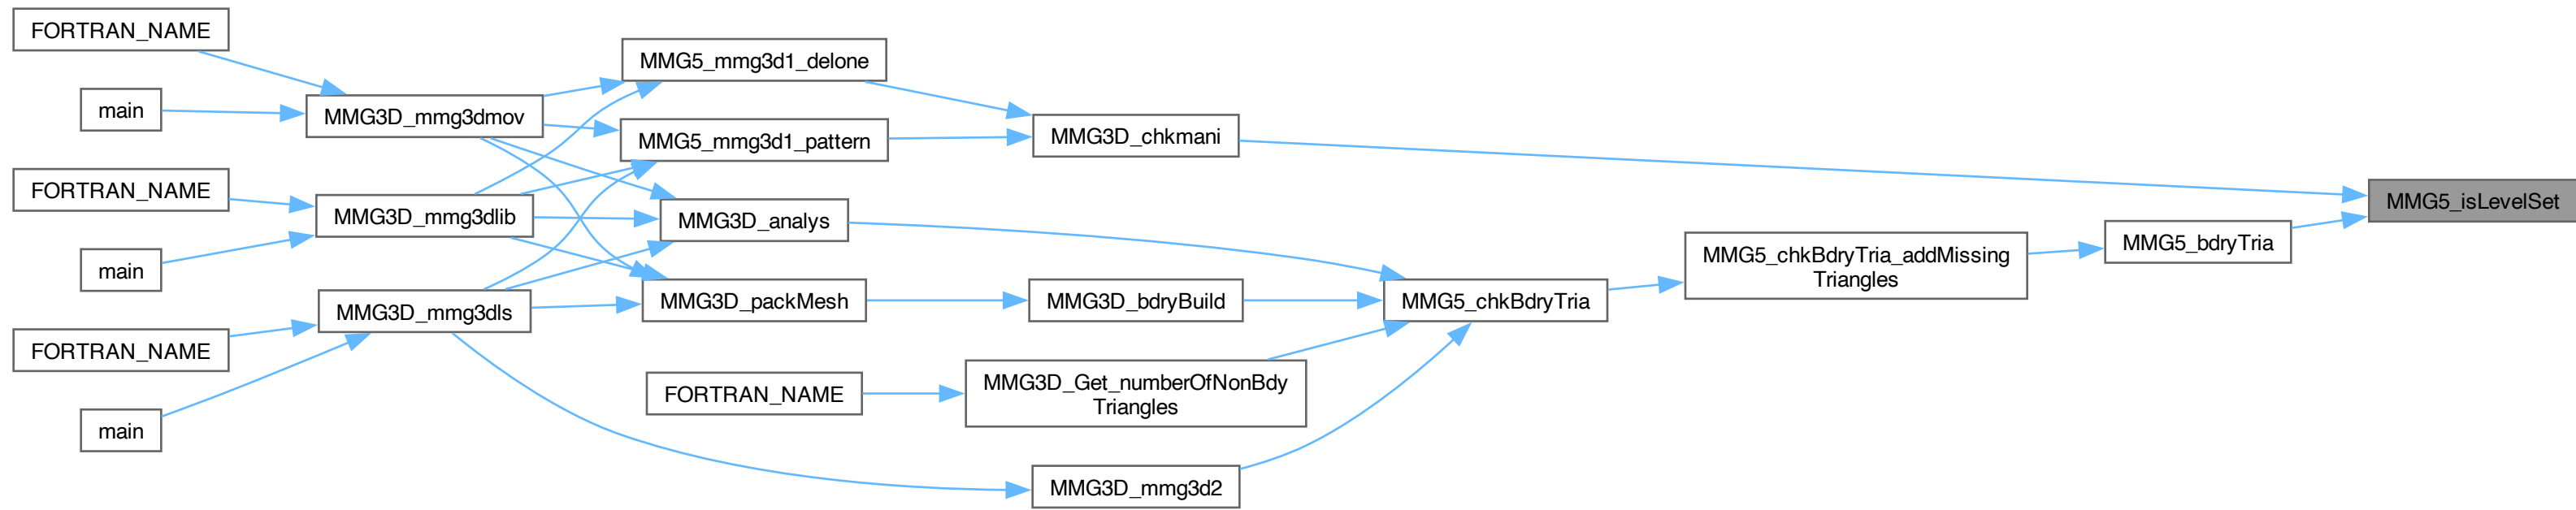 FORTRAN_NAME
main
FORTRAN_NAME
main
FORTRAN_NAME
main
MMG3D_mmg3dmov
MMG3D_mmg3dlib
MMG3D_mmg3dls
MMG5_mmg3d1_delone
MMG5_mmg3d1_pattern
MMG3D_analys
MMG3D_packMesh
FORTRAN_NAME
MMG3D_chkmani
MMG3D_bdryBuild
MMG3D_Get_numberOfNonBdy
Triangles
MMG3D_mmg3d2
MMG5_chkBdryTria
MMG5_chkBdryTria_addMissing
Triangles
MMG5_bdryTria
MMG5_isLevelSet